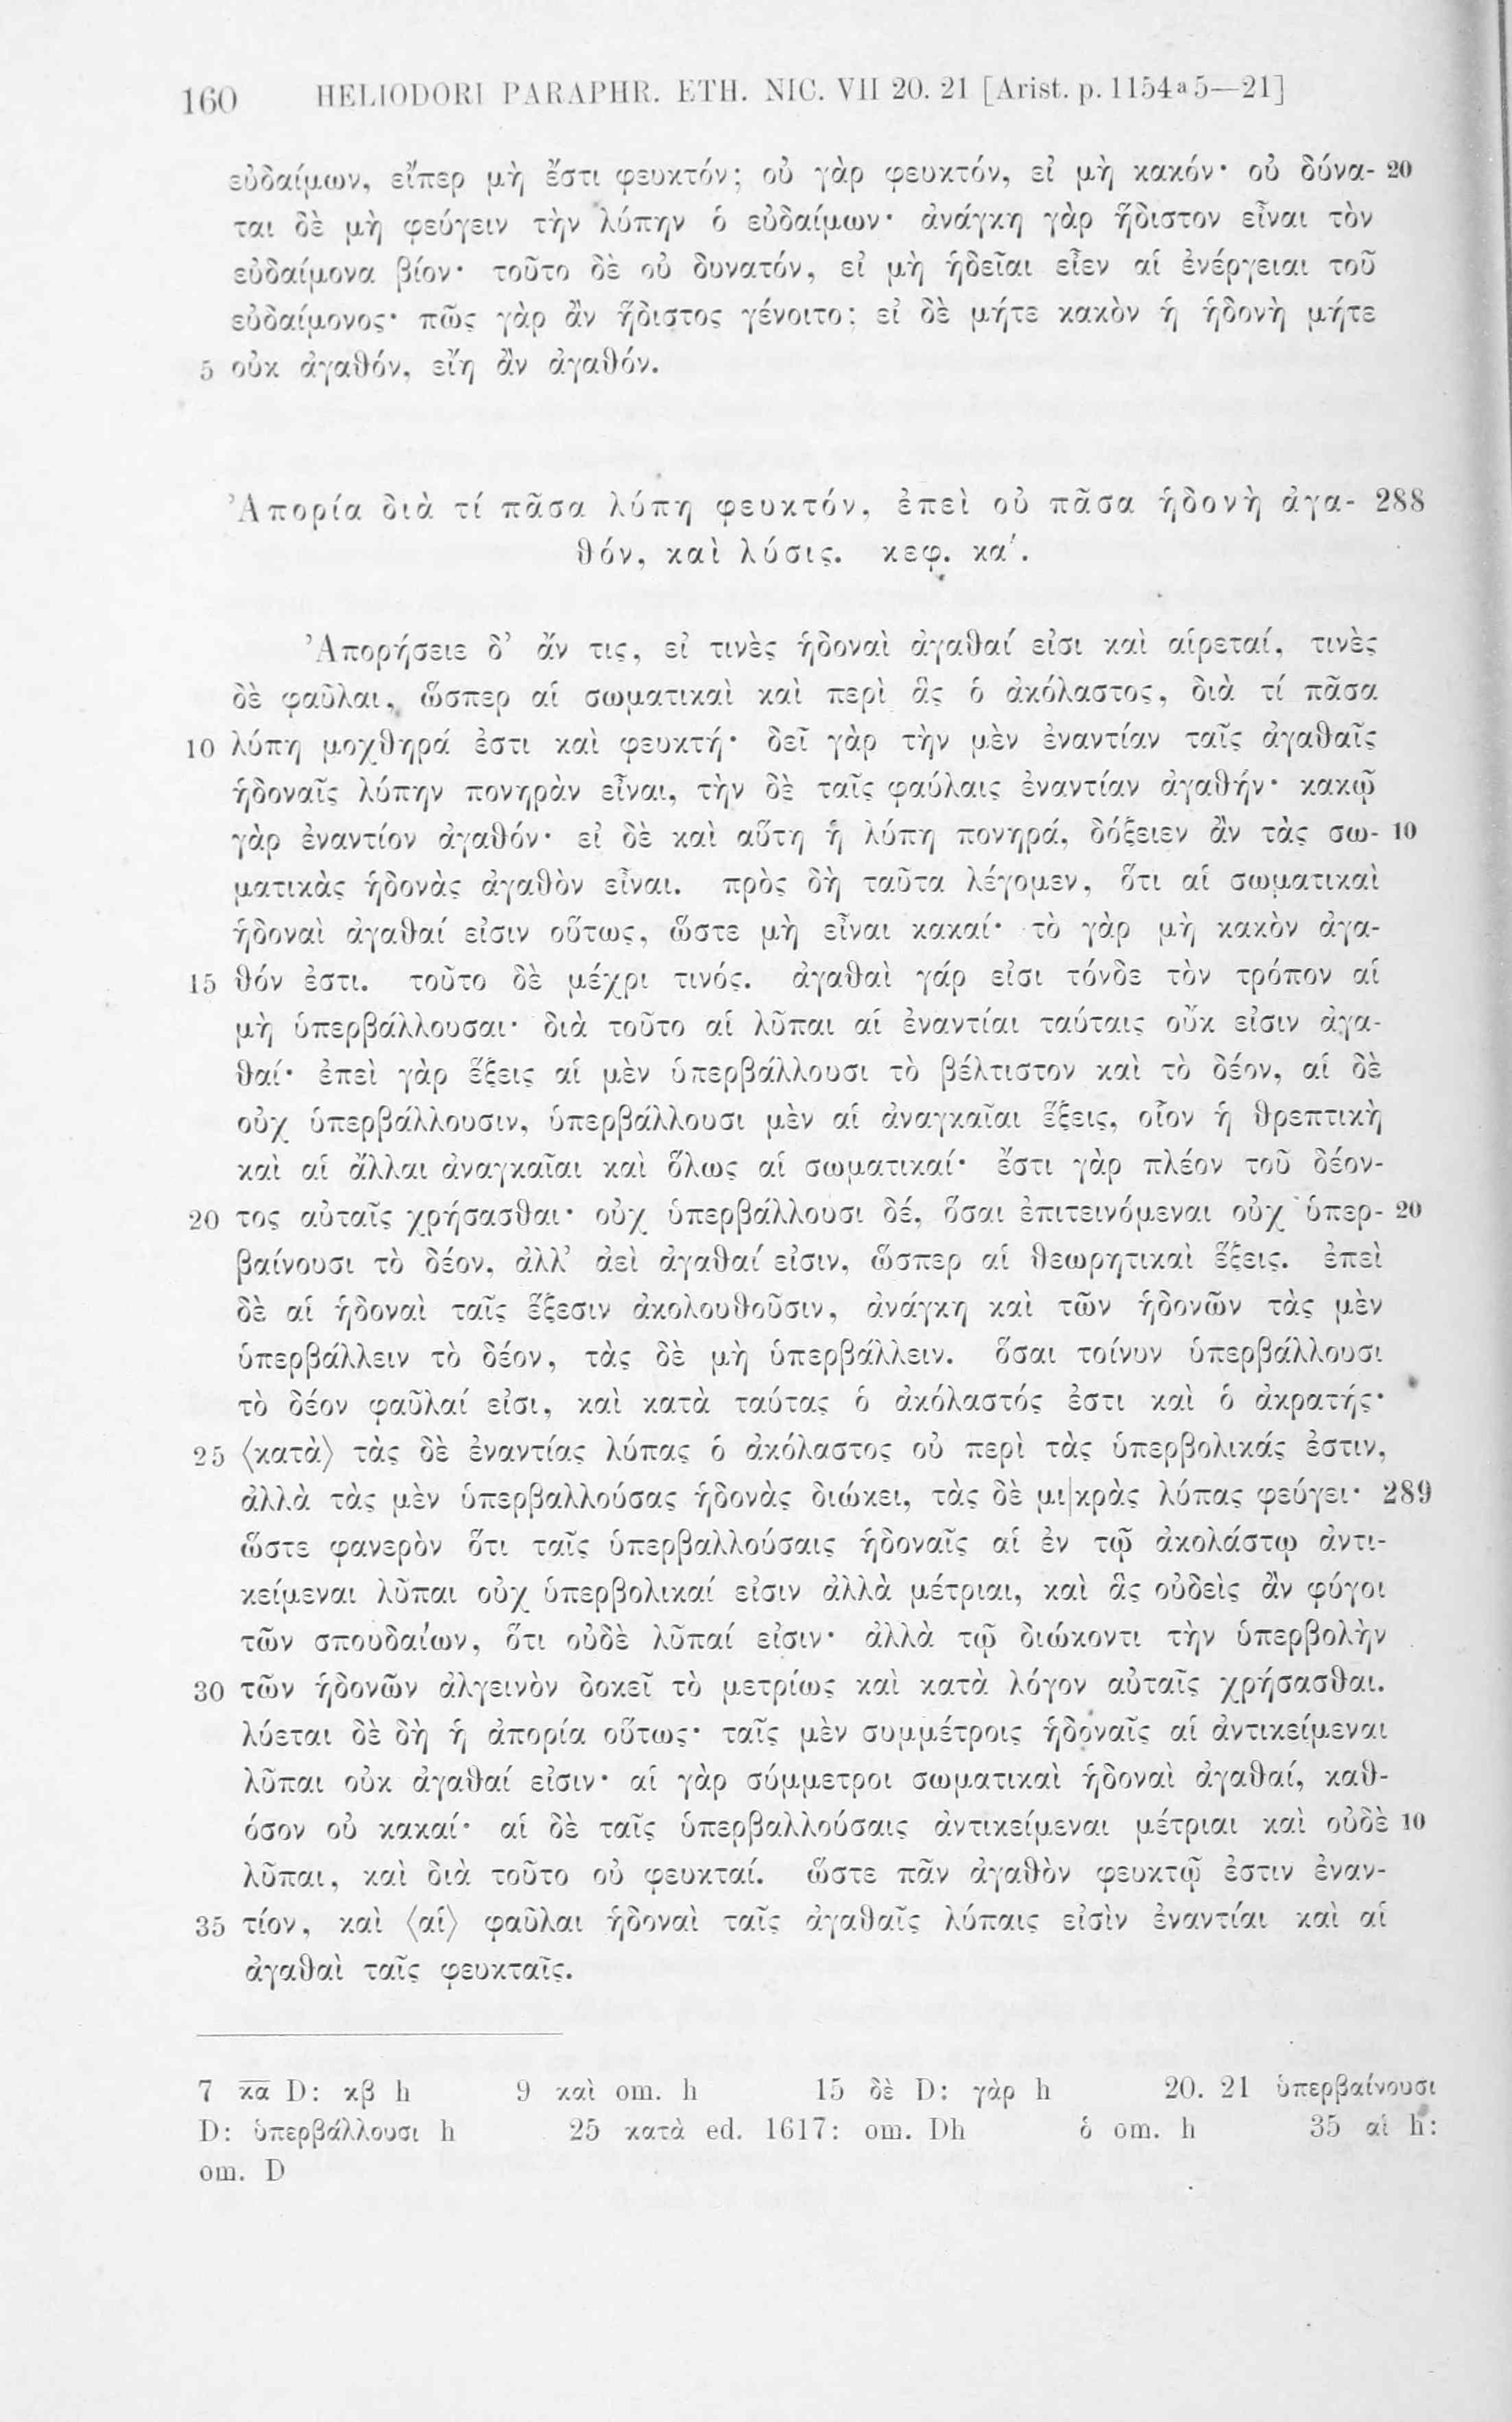 160 HELIODORI PARAPHR. ETH. NIC. VII 20. 21 [Arist. p. 1154ª5—21]
εὐδαίμων, εἴπερ μὴ ἔστι φευκτόν; οὐ γὰρ φευκτόν, εἰ μὴ κακόν· οὐ δύνα- 20
ται δὲ μὴ φεύγειν τὴν λύπην ὁ εὐδαίμων· ἀνάγκη γὰρ ἥδιστον εἶναι τὸν
εὐδαίμονα βίον· τοῦτο δὲ οὐ δυνατόν, εἰ μὴ ἡδεῖαι εἶεν αἱ ἐνέργειαι τοῦ
εὐδαίμονος· πῶς γὰρ ἂν ἥδιστος γένοιτο; εἰ δὲ μήτε κακὸν ἡ ἡδονὴ μήτε
5 οὐκ ἀγαθόν, εἴη ἂν ἀγαθόν.
Ἀπορία διὰ τί πᾶσα λύπη φευκτόν, ἐπεὶ οὐ πᾶσα ἡδονὴ ἀγα- 288
θόν, καὶ λύσις. κεφ. κα΄.
Ἀπορήσειε δ’ ἄν τις, εἰ τινὲς ἡδοναὶ ἀγαθαί εἰσι καὶ αἱρεταί, τινὲς
δὲ φαῦλαι, ὥσπερ αἱ σωματικαὶ καὶ περὶ ἃς ὁ ἀκόλαστος, διὰ τί πᾶσα
10 λύπη μοχθηρά ἐστι καὶ φευκτή· δεῖ γὰρ τὴν μὲν ἐναντίαν ταῖς ἀγαθαῖς
ἡδοναῖς λύπην πονηρὰν εἶναι, τὴν δὲ ταῖς φαύλαις ἐναντίαν ἀγαθήν· κακῷ
γὰρ ἐναντίον ἀγαθόν· εἰ δὲ καὶ αὕτη ἡ λύπη πονηρά, δόξειεν ἂν τὰς σω- 10
ματικὰς ἡδονὰς ἀγαθὸν εἶναι. πρὸς δὴ ταῦτα λέγομεν, ὅτι αἱ σωματικαὶ
ἡδοναὶ ἀγαθαί εἰσιν οὕτως, ὥστε μὴ εἶναι κακαί· τὸ γὰρ μὴ κακὸν ἀγα-
15 θόν ἐστι. τοῦτο δὲ μέχρι τινός. ἀγαθαὶ γάρ εἰσι τόνδε τὸν τρόπον αἱ
μὴ ὑπερβάλλουσαι· διὰ τοῦτο αἱ λῦπαι αἱ ἐναντίαι ταύταις οὔκ εἰσιν ἀγα-
θαί· ἐπεὶ γὰρ ἕξεις αἱ μὲν ὑπερβάλλουσι τὸ βέλτιστον καὶ τὸ δέον, αἱ δὲ
οὐχ ὑπερβάλλουσιν, ὑπερβάλλουσι μὲν αἱ ἀναγκαῖαι ἕξεις, οἷον ἡ θρεπτικὴ
καὶ αἱ ἄλλαι ἀναγκαῖαι καὶ ὅλως αἱ σωματικαί· ἔστι γὰρ πλέον τοῦ δέον-
20 τος αὐταῖς χρήσασθαι· οὐχ ὑπερβάλλουσι δέ, ὅσαι ἐπιτεινόμεναι οὐχ ὑπερ- 20
βαίνουσι τὸ δέον, ἀλλ’ ἀεὶ ἀγαθαί εἰσιν, ὥσπερ αἱ θεωρητικαὶ ἕξεις. ἐπεὶ
δὲ αἱ ἡδοναὶ ταῖς ἕξεσιν ἀκολουθοῦσιν, ἀνάγκη καὶ τῶν ἡδονῶν τὰς μὲν
ὑπερβάλλειν τὸ δέον, τὰς δὲ μὴ ὑπερβάλλειν. ὅσαι τοίνυν ὑπερβάλλουσι
τὸ δέον φαῦλαί εἰσι, καὶ κατὰ ταύτας ὁ ἀκόλαστός ἐστι καὶ ὁ ἀκρατής·
25 ⟨κατὰ⟩ τὰς δὲ ἐναντίας λύπας ὁ ἀκόλαστος οὐ περὶ τὰς ὑπερβολικάς ἐστιν,
ἀλλὰ τὰς μὲν ὑπερβαλλούσας ἡδονὰς διώκει, τὰς δὲ μι|κρὰς λύπας φεύγει· 289
ὥστε φανερὸν ὅτι ταῖς ὑπερβαλλούσαις ἡδοναῖς αἱ ἐν τῷ ἀκολάστῳ ἀντι-
κείμεναι λῦπαι οὐχ ὑπερβολικαί εἰσιν ἀλλὰ μέτριαι, καὶ ἃς οὐδεὶς ἂν φύγοι
τῶν σπουδαίων, ὅτι οὐδὲ λῦπαί εἰσιν· ἀλλὰ τῷ διώκοντι τὴν ὑπερβολὴν
30 τῶν ἡδονῶν ἀλγεινὸν δοκεῖ τὸ μετρίως καὶ κατὰ λόγον αὐταῖς χρήσασθαι.
λύεται δὲ δὴ ἡ ἀπορία οὕτως· ταῖς μὲν συμμέτροις ἡδοναῖς αἱ ἀντικείμεναι
λῦπαι οὐκ ἀγαθαί εἰσιν· αἱ γὰρ σύμμετροι σωματικαὶ ἡδοναὶ ἀγαθαί, καθ-
όσον οὐ κακαί· αἱ δὲ ταῖς ὑπερβαλλούσαις ἀντικείμεναι μέτριαι καὶ οὐδὲ 10
λῦπαι, καὶ διὰ τοῦτο οὐ φευκταί. ὥστε πᾶν ἀγαθὸν φευκτῷ ἐστιν ἐναν-
35 τίον, καὶ ⟨αἱ⟩ φαῦλαι ἡδοναὶ ταῖς ἀγαθαῖς λύπαις εἰσὶν ἐναντίαι καὶ αἱ
ἀγαθαὶ ταῖς φευκταῖς.
7 κ̅α̅ D: κβ h 9 καὶ om. h 15 δὲ D: γὰρ h 20. 21 ὑπερβαίνουσι
D: ὑπερβάλλουσι h 25 κατὰ ed. 1617: om. Dh ὁ om. h 35 αἱ h:
om. D